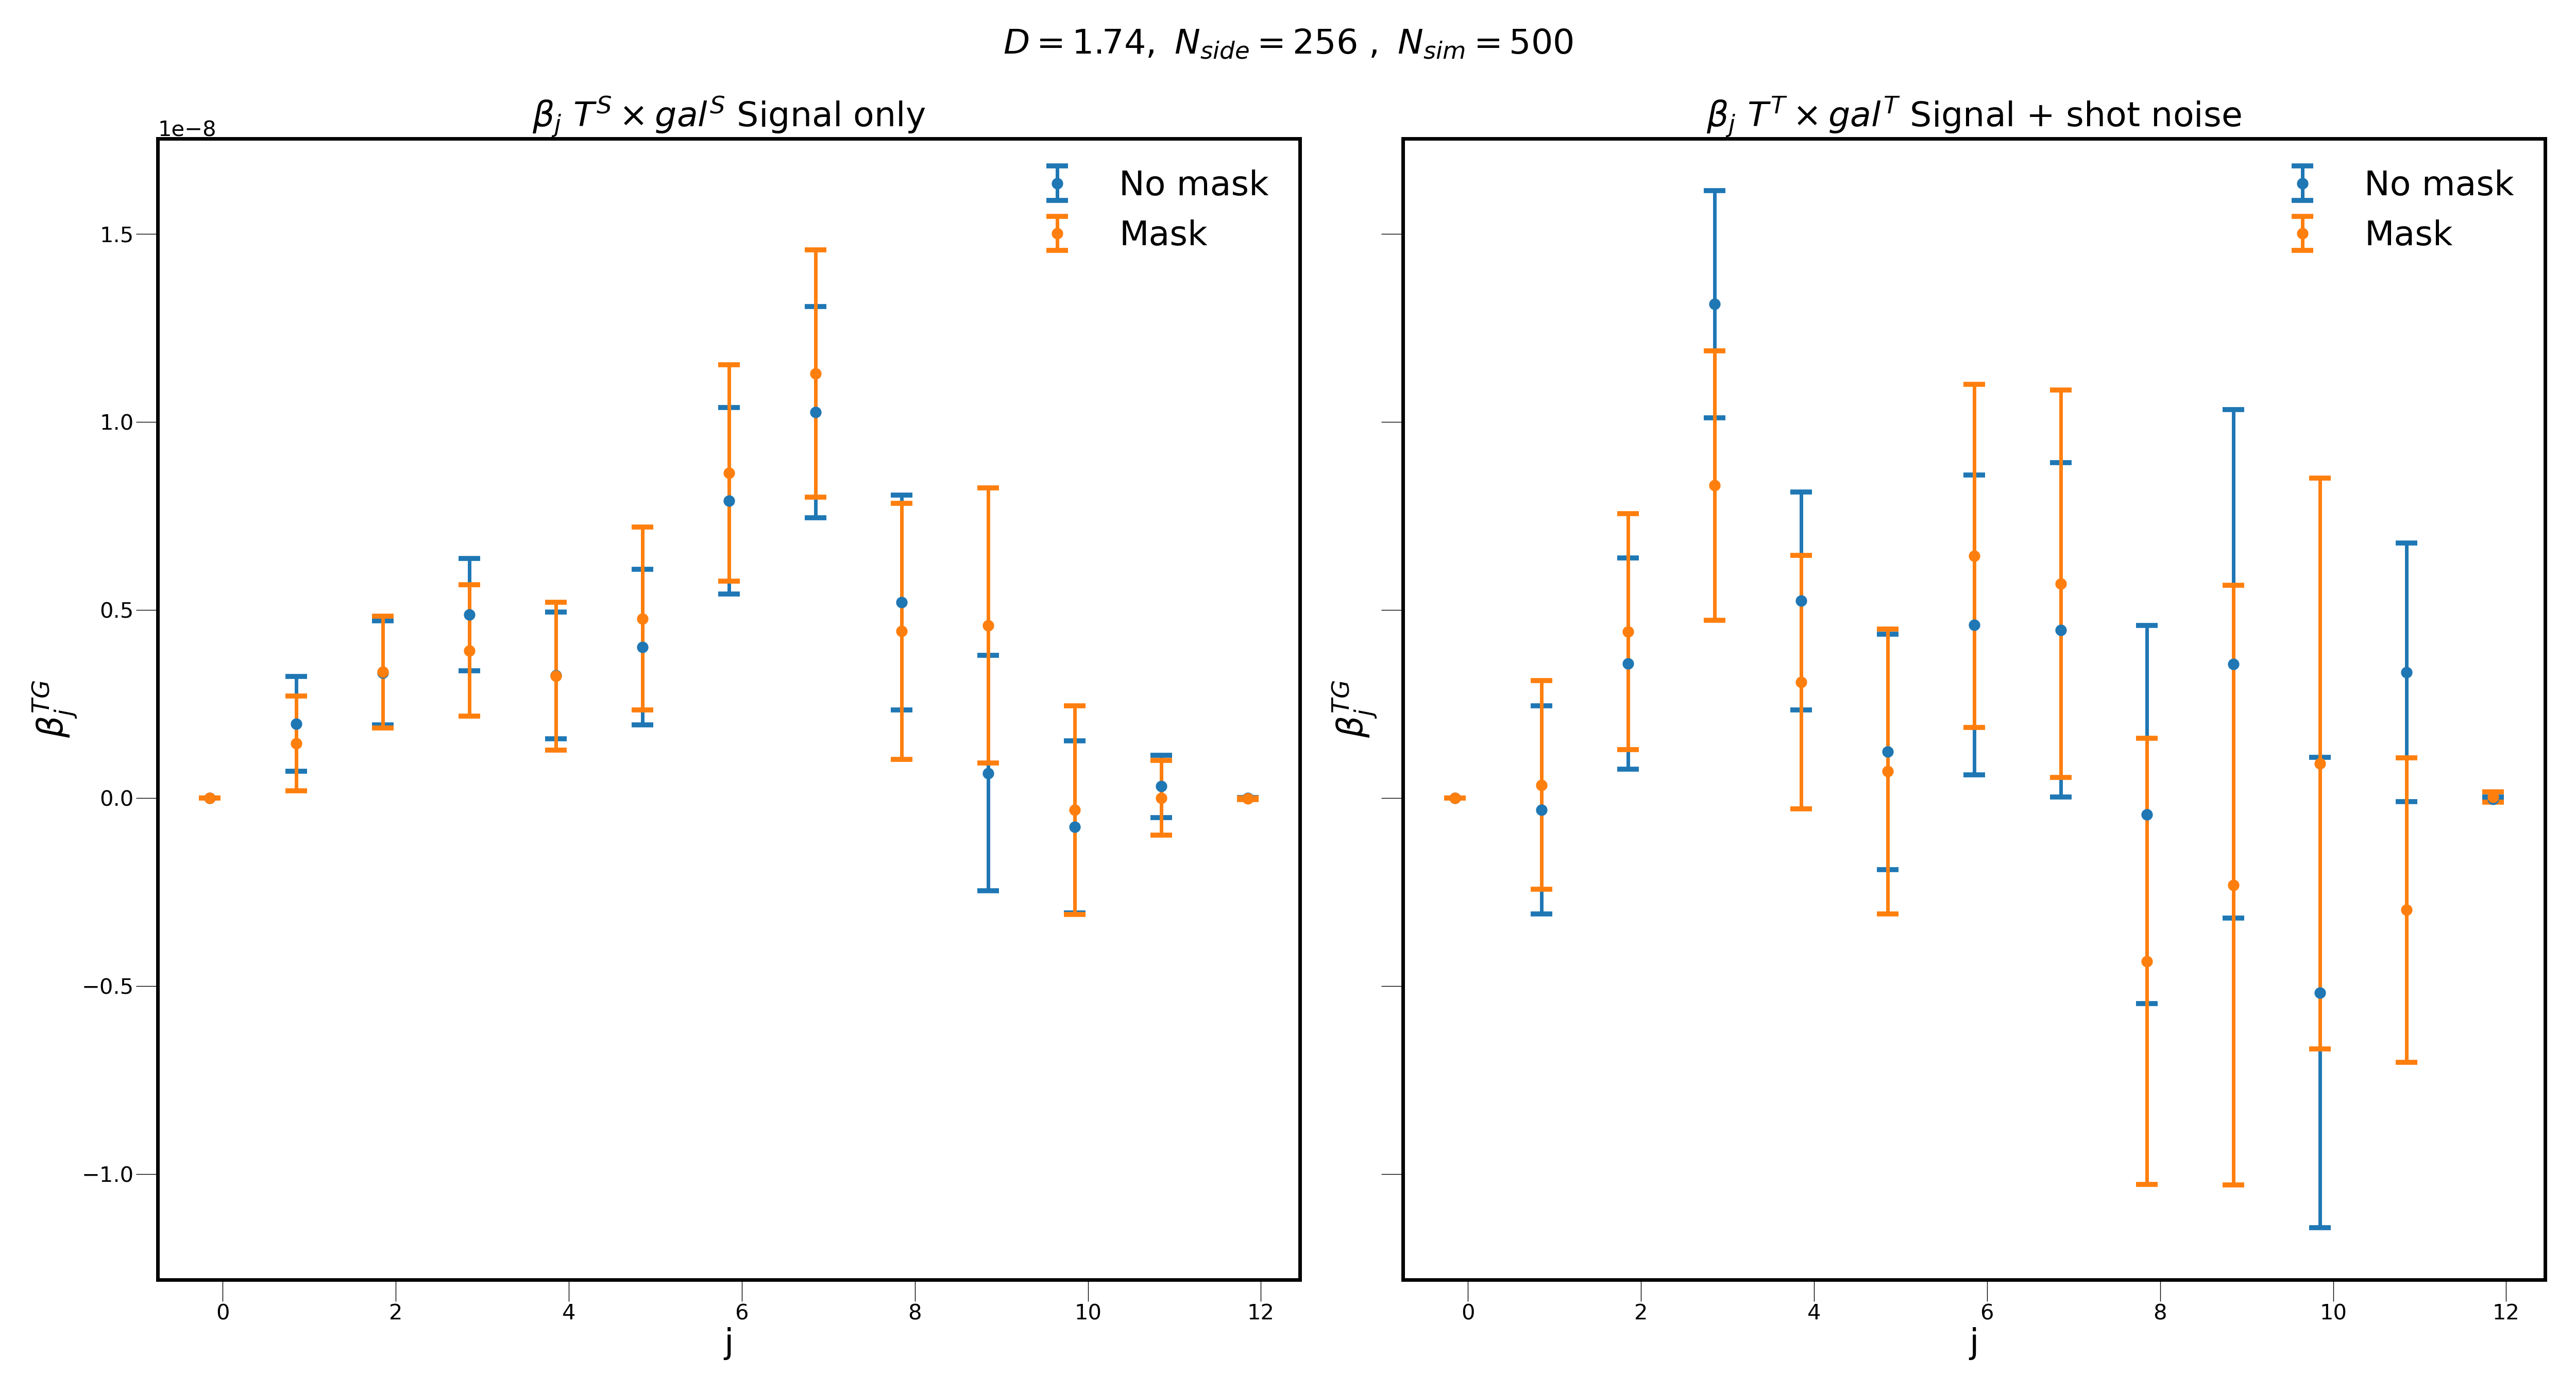 D = 1.74, N_side = 256 , N_sim = 500
β_j T^S × gal^S Signal only
1e−8
No mask
Mask
1.5
1.0
0.5
0.0
−0.5
−1.0
β_j^TG
0 2 4 6 8 10 12
j
β_j T^T × gal^T Signal + shot noise
No mask
Mask
β_j^TG
0 2 4 6 8 10 12
j